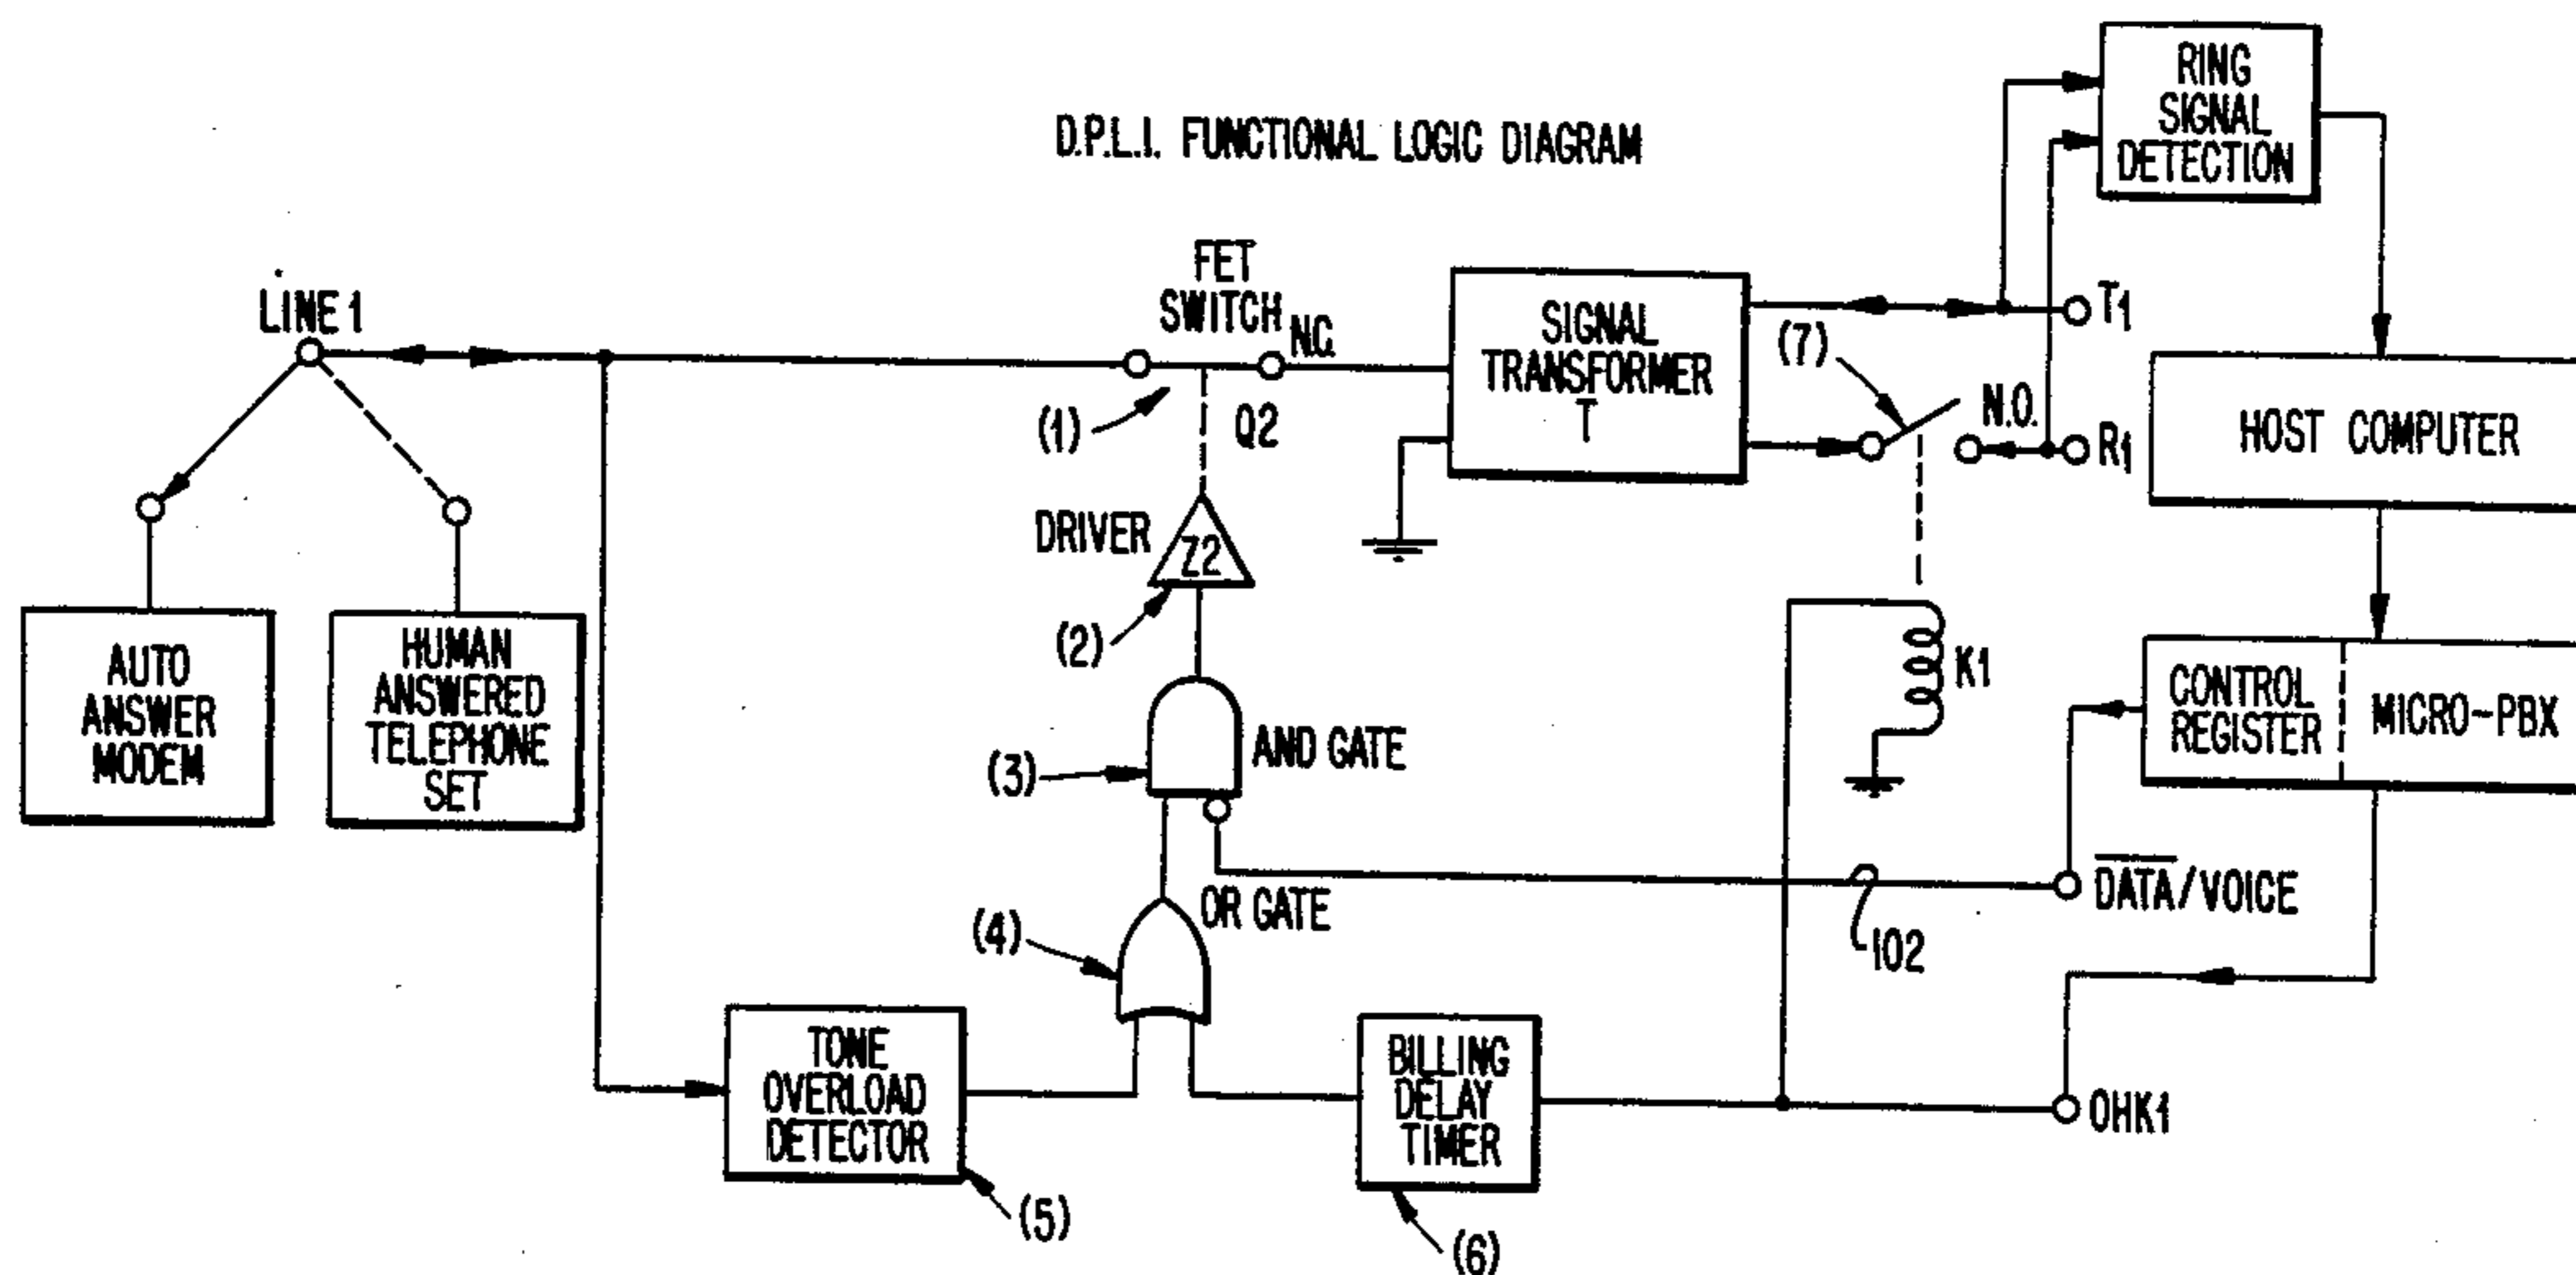 D.P.L.I. FUNCTIONAL LOGIC DIAGRAM
RING
SIGNAL
DETECTION
LINE 1
FET
SWITCH
N.C.
(1)
Q2
SIGNAL
TRANSFORMER
T
(7)
N.O.
T1
R1
HOST COMPUTER
DRIVER
Z2
(2)
AUTO
ANSWER
MODEM
HUMAN
ANSWERED
TELEPHONE
SET
(3)
AND GATE
K1
CONTROL
REGISTER
MICRO-PBX
(4)
OR GATE
102
D̅A̅T̅A̅/VOICE
TONE
OVERLOAD
DETECTOR
(5)
BILLING
DELAY
TIMER
(6)
OHK1